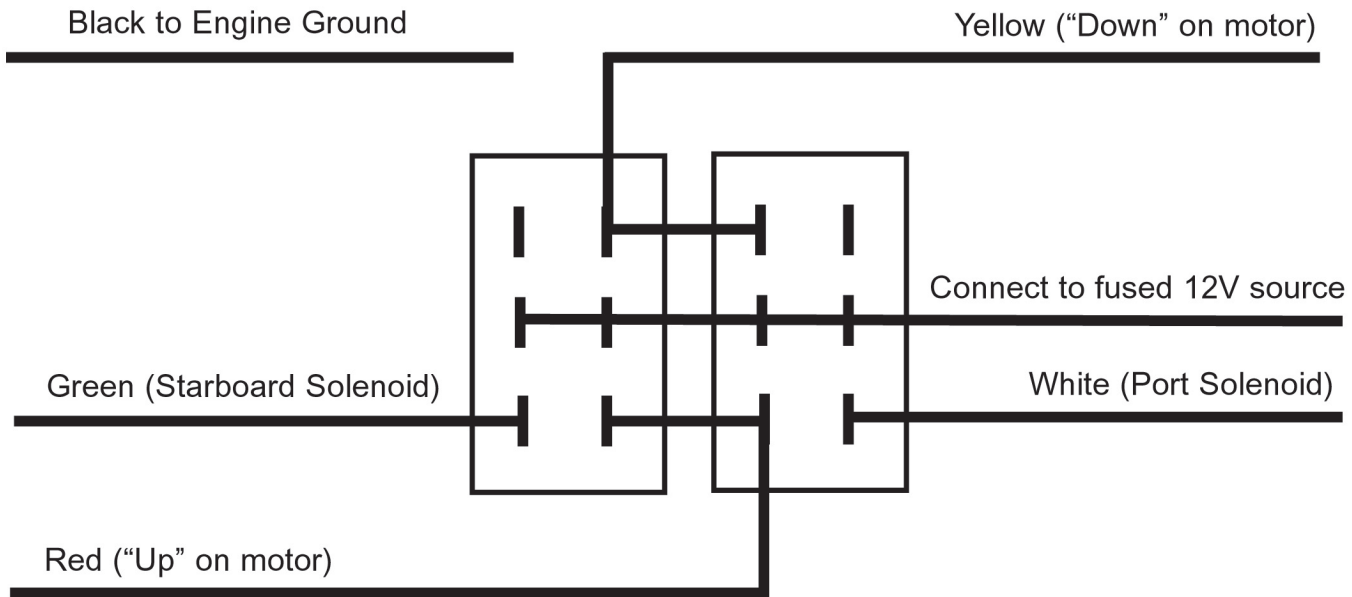 Black to Engine Ground
Yellow (“Down” on motor)
Connect to fused 12V source
Green (Starboard Solenoid)
White (Port Solenoid)
Red (“Up” on motor)